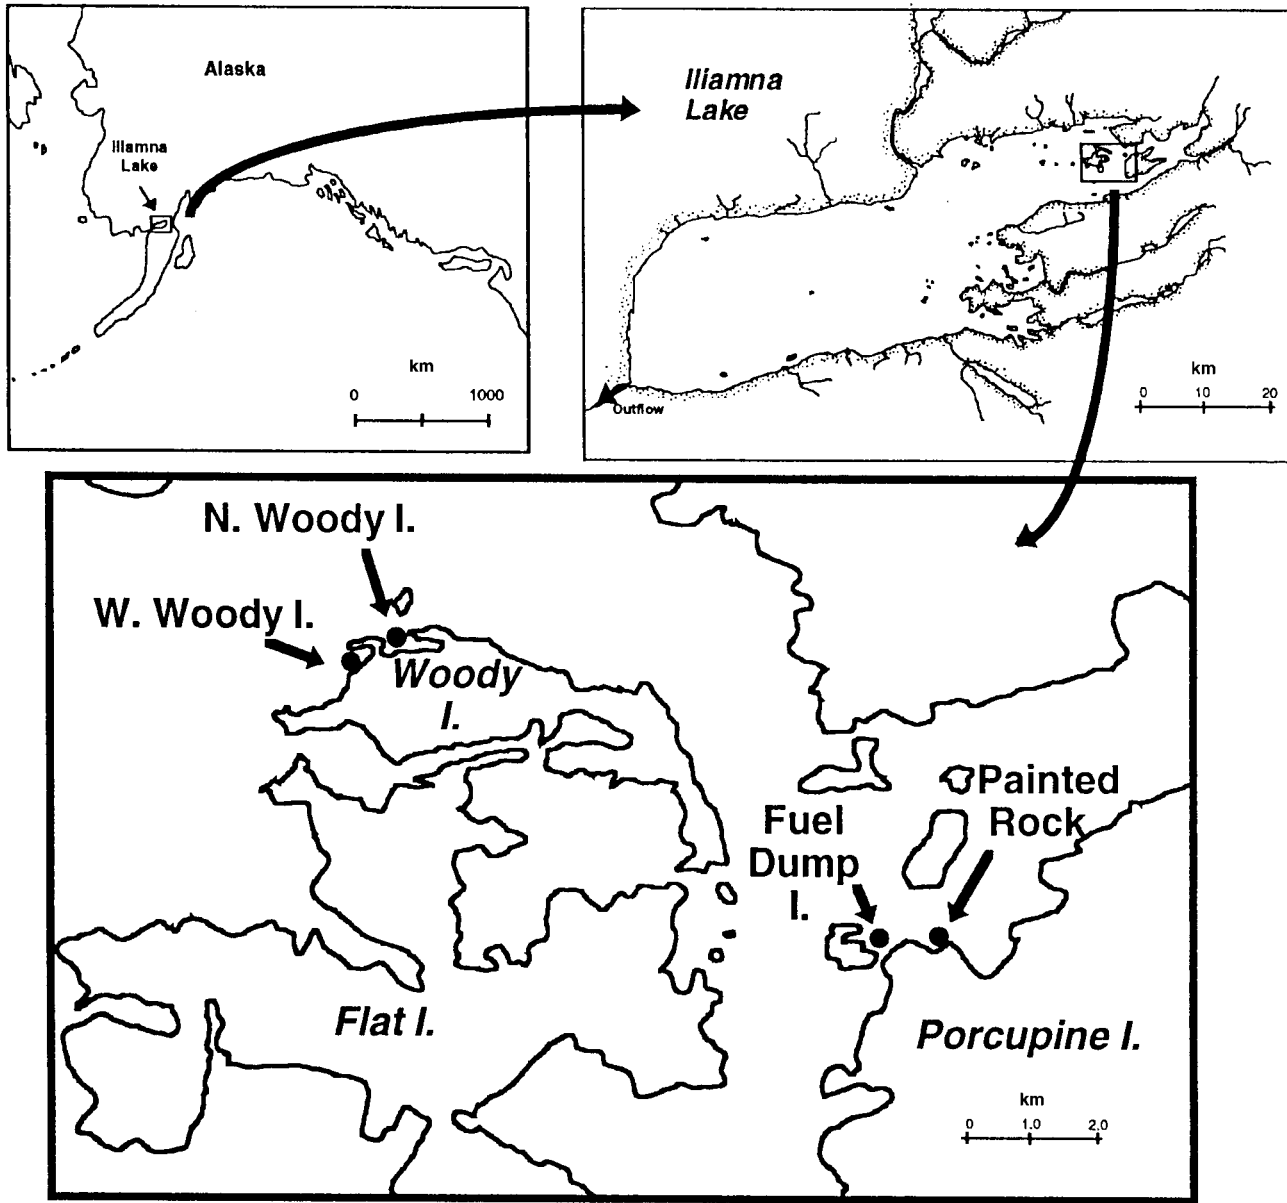 Alaska
Iliamna
Lake
km
0 1000
Iliamna
Lake
Outflow
km
0 10 20
N. Woody I.
W. Woody I.
Woody
I.
Painted
Rock
Fuel
Dump
I.
Flat I.
Porcupine I.
km
0 1.0 2.0